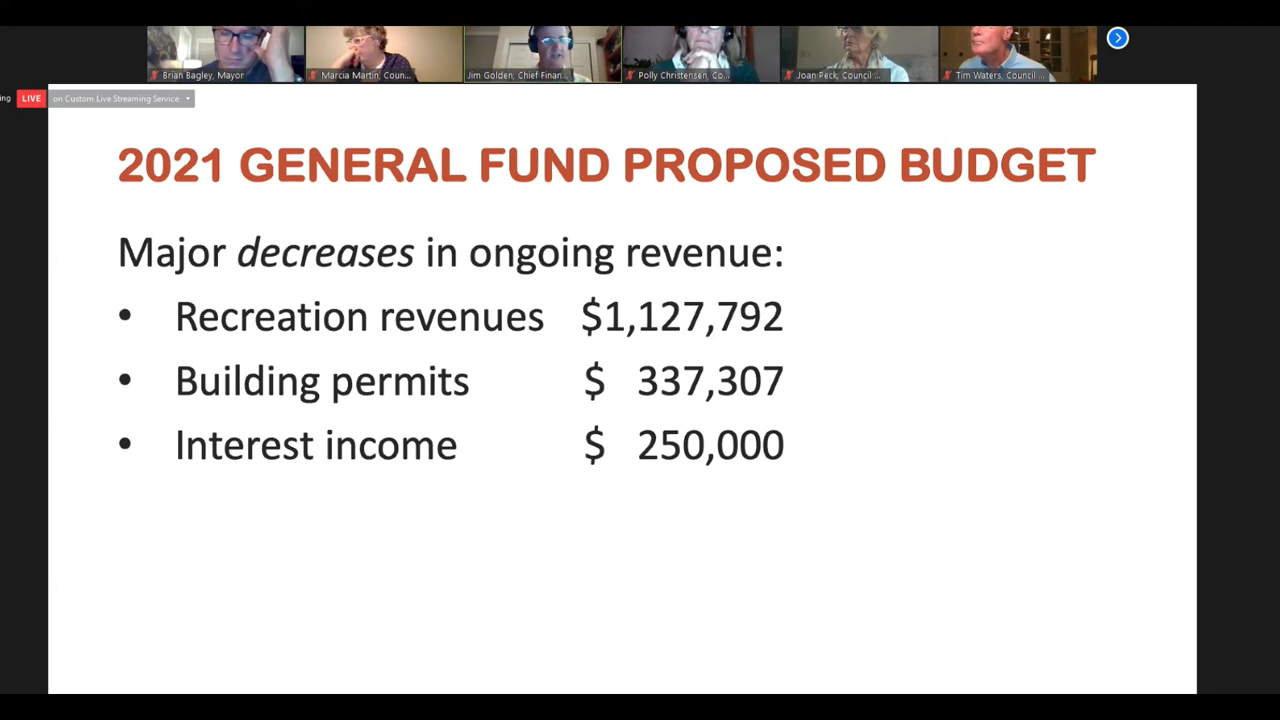 Brian Bagley, Mayor
Marcia Martin, Coun...
Jim Golden, Chief Finan...
Polly Christensen, Co...
Joan Peck, Council ...
Tim Waters, Council ...
LIVE
on Custom Live Streaming Service
2021 GENERAL FUND PROPOSED BUDGET
Major decreases in ongoing revenue:
• Recreation revenues $1,127,792
• Building permits $ 337,307
• Interest income $ 250,000